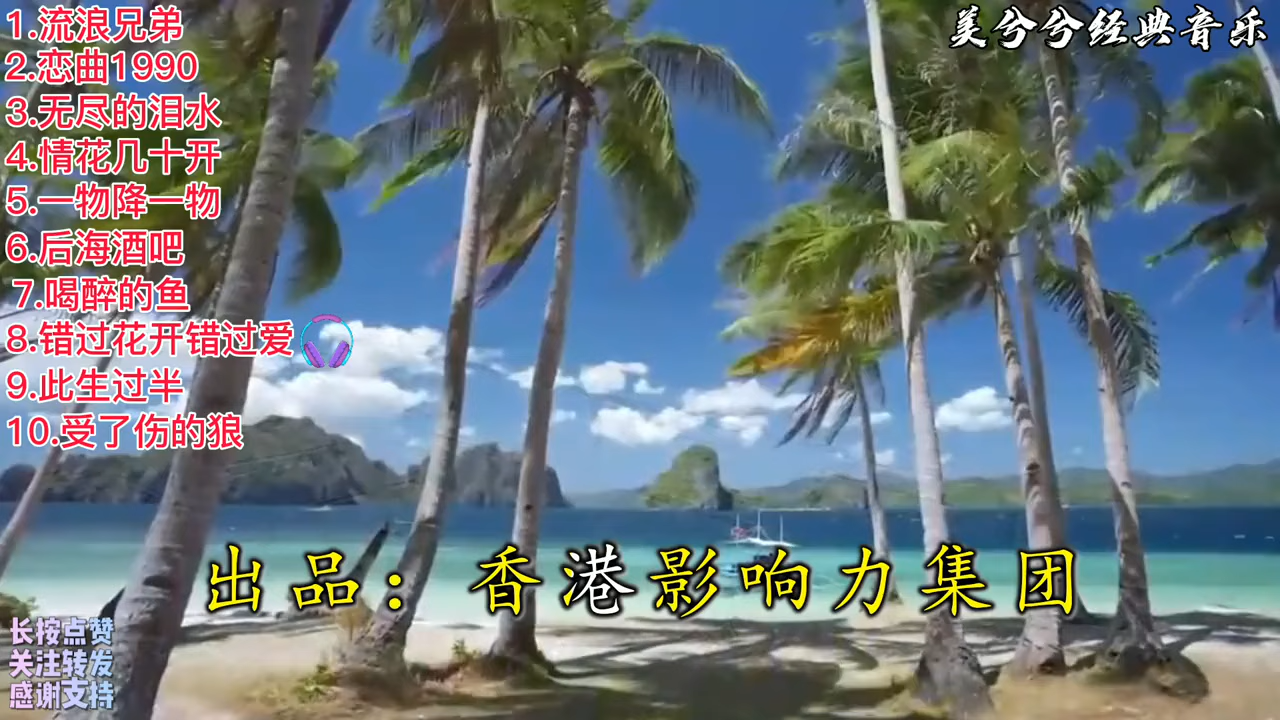 1.流浪兄弟
2.恋曲1990
3.无尽的泪水
4.情花几十开
5.一物降一物
6.后海酒吧
7.喝醉的鱼
8.错过花开错过爱
9.此生过半
10.受了伤的狼
美兮兮经典音乐
出品：香港影响力集团
长按点赞
关注转发
感谢支持